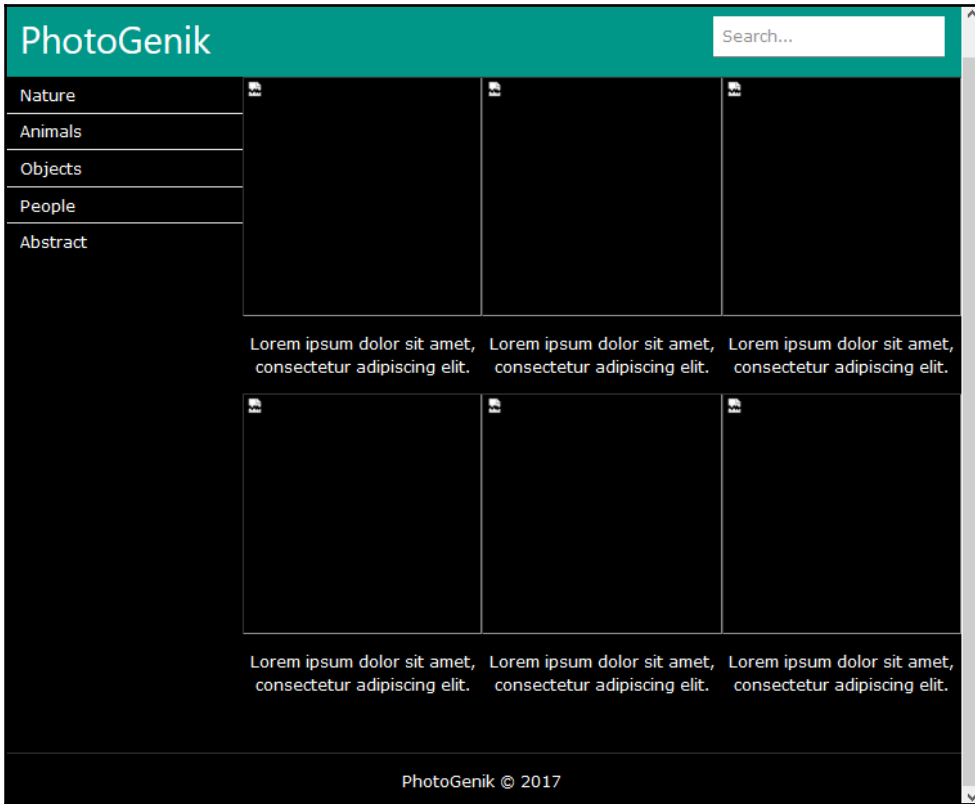 PhotoGenik
Search...
Nature
Animals
Objects
People
Abstract
Lorem ipsum dolor sit amet,
consectetur adipiscing elit.
Lorem ipsum dolor sit amet,
consectetur adipiscing elit.
Lorem ipsum dolor sit amet,
consectetur adipiscing elit.
Lorem ipsum dolor sit amet,
consectetur adipiscing elit.
Lorem ipsum dolor sit amet,
consectetur adipiscing elit.
Lorem ipsum dolor sit amet,
consectetur adipiscing elit.
PhotoGenik © 2017